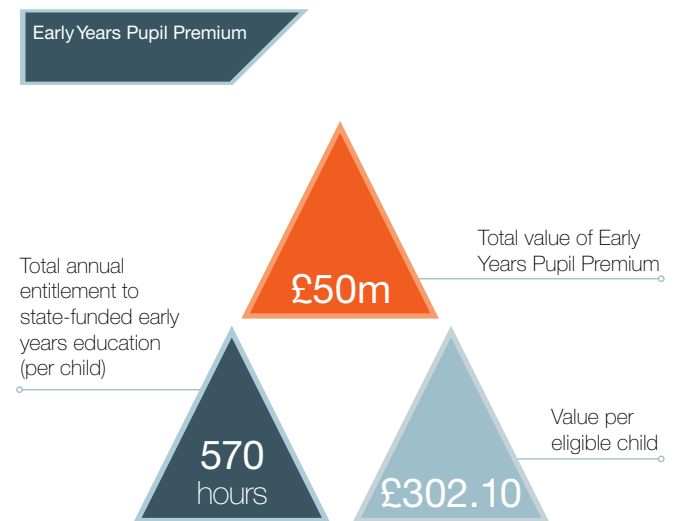 Early Years Pupil Premium
£50m
Total value of Early
Years Pupil Premium
Total annual
entitlement to
state-funded early
years education
(per child)
570
hours
Value per
eligible child
£302.10